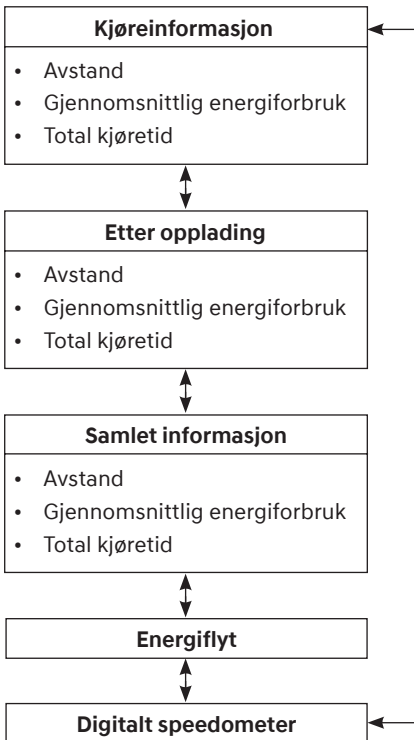 Kjøreinformasjon
• Avstand
• Gjennomsnittlig energiforbruk
• Total kjøretid
Etter opplading
• Avstand
• Gjennomsnittlig energiforbruk
• Total kjøretid
Samlet informasjon
• Avstand
• Gjennomsnittlig energiforbruk
• Total kjøretid
Energiflyt
Digitalt speedometer